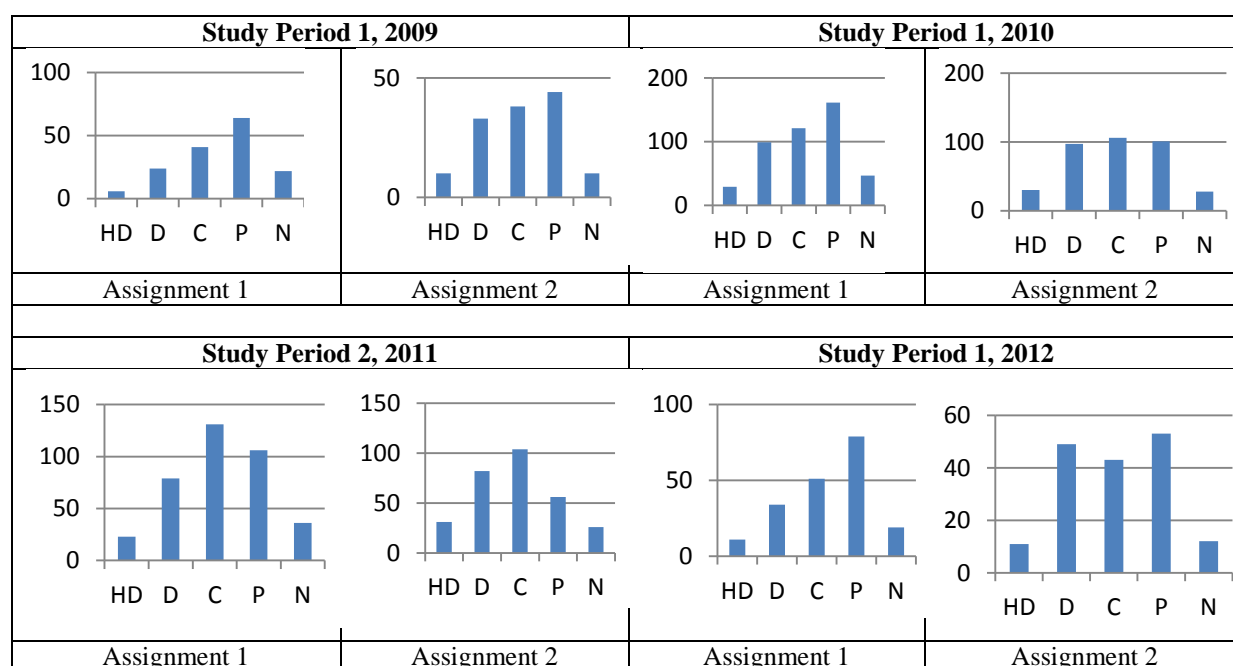 Study Period 1, 2009 Study Period 1, 2010
100
50
0
HD D C P N
50
0
HD D C P N
200
100
0
HD D C P N
200
100
0
HD D C P N
Assignment 1 Assignment 2 Assignment 1 Assignment 2
Study Period 2, 2011 Study Period 1, 2012
150
100
50
0
HD D C P N
150
100
50
0
HD D C P N
100
50
0
HD D C P N
60
40
20
0
HD D C P N
Assignment 1 Assignment 2 Assignment 1 Assignment 2